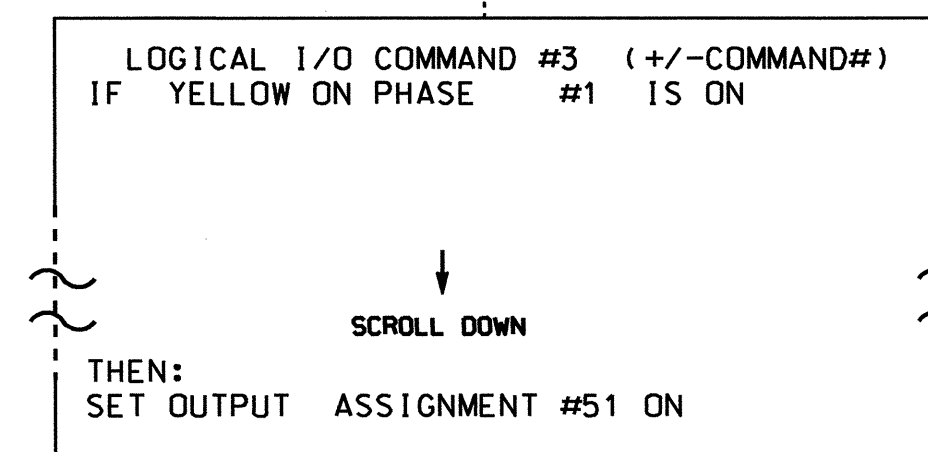 LOGICAL I/O COMMAND #3 (+/-COMMAND#)
IF YELLOW ON PHASE #1 IS ON
SCROLL DOWN
THEN:
SET OUTPUT ASSIGNMENT #51 ON